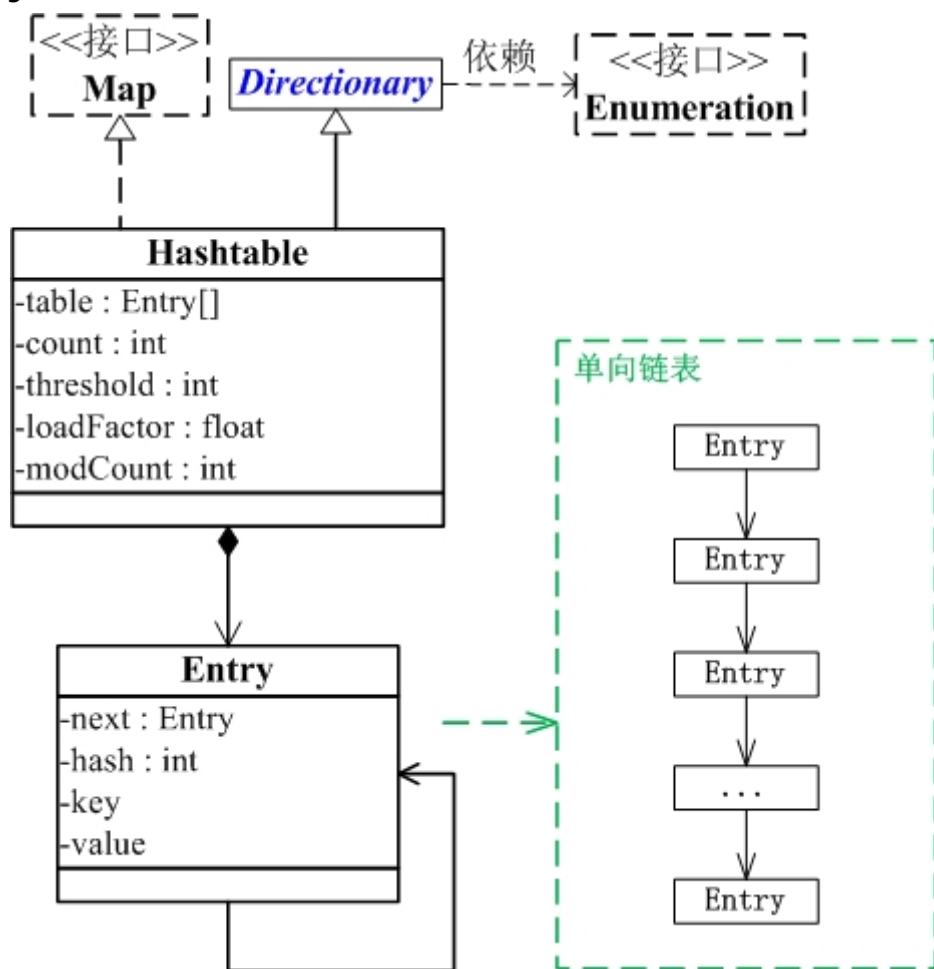 <<接口>>
Map
Directionary
依赖
<<接口>>
Enumeration
Hashtable
-table : Entry[]
-count : int
-threshold : int
-loadFactor : float
-modCount : int
Entry
-next : Entry
-hash : int
-key
-value
单向链表
Entry
Entry
Entry
...
Entry